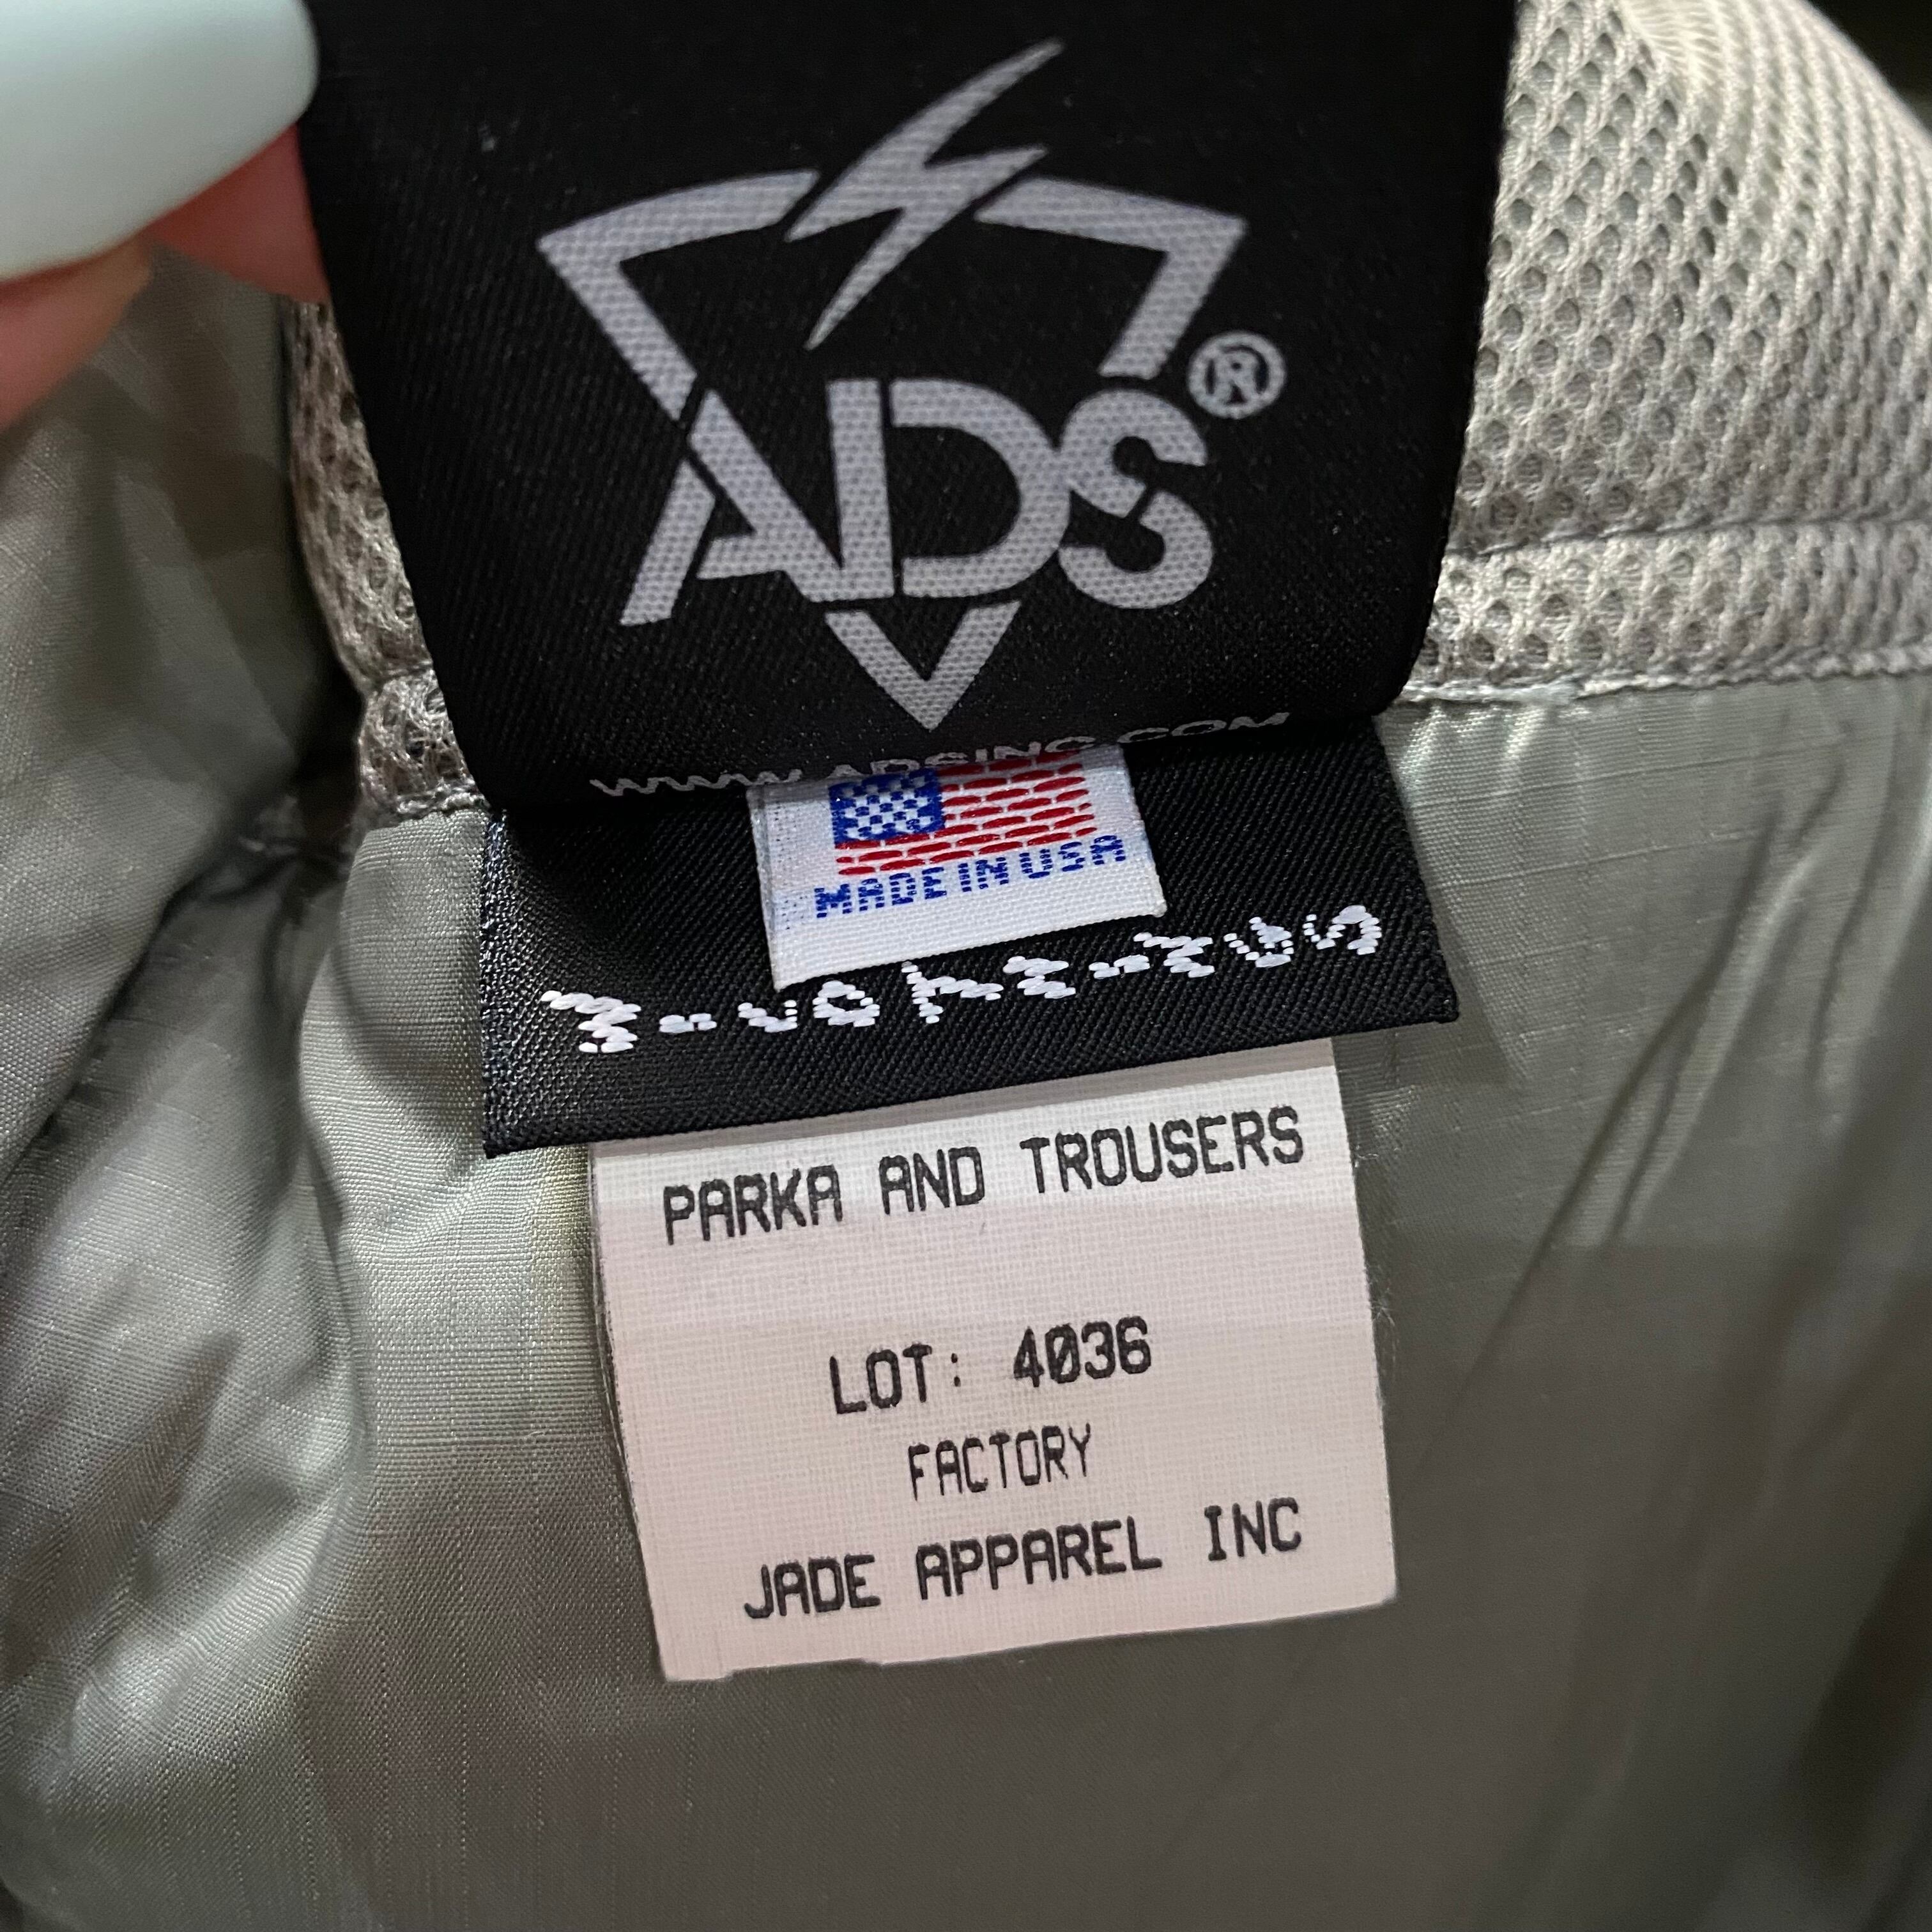 ADS®
WWW.ADSINC.COM
MADE IN USA
PARKA AND TROUSERS
LOT: 4036
FACTORY
JADE APPAREL INC